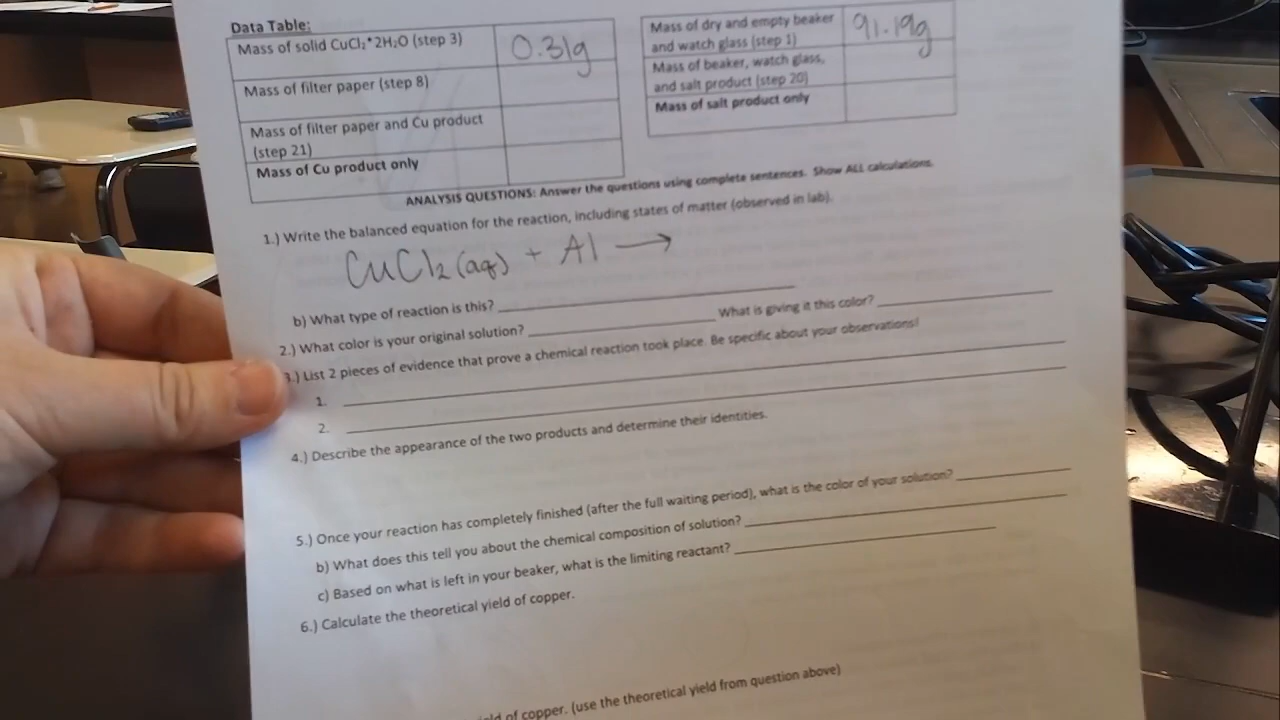 Data Table:
Mass of solid CuCl₂*2H₂O (step 3) 0.31g
Mass of filter paper (step 8)
Mass of filter paper and Cu product
(step 21)
Mass of Cu product only
Mass of dry and empty beaker
and watch glass (step 1) 91.19g
Mass of beaker, watch glass,
and salt product (step 20)
Mass of salt product only
ANALYSIS QUESTIONS: Answer the questions using complete sentences. Show ALL calculations.
1.) Write the balanced equation for the reaction, including states of matter (observed in lab).
CuCl₂ (aq) + Al →
b) What type of reaction is this?
2.) What color is your original solution? What is giving it this color?
3.) List 2 pieces of evidence that prove a chemical reaction took place. Be specific about your observations!
1.
2.
4.) Describe the appearance of the two products and determine their identities.
5.) Once your reaction has completely finished (after the full waiting period), what is the color of your solution?
b) What does this tell you about the chemical composition of solution?
c) Based on what is left in your beaker, what is the limiting reactant?
6.) Calculate the theoretical yield of copper.
of copper. (use the theoretical yield from question above)